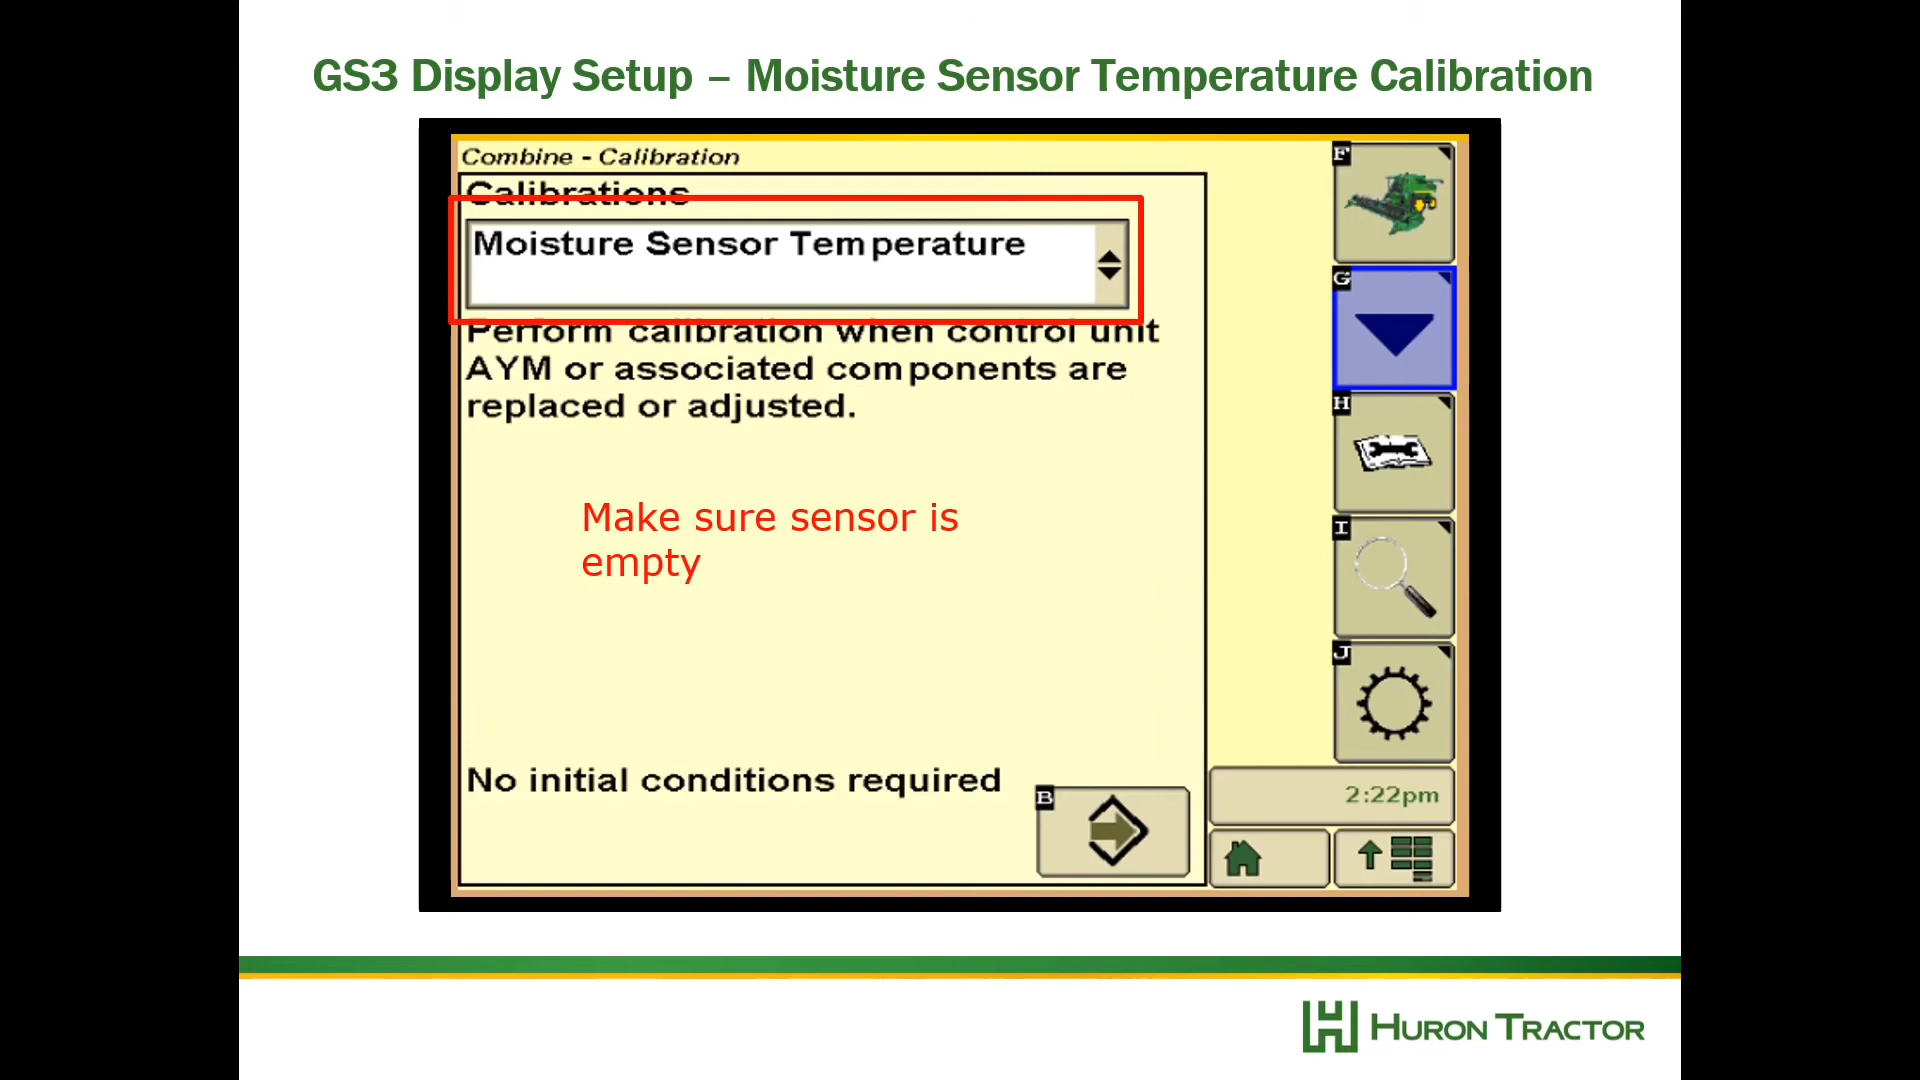 GS3 Display Setup – Moisture Sensor Temperature Calibration
Combine - Calibration
Calibrations
Moisture Sensor Temperature
Perform calibration when control unit
AYM or associated components are
replaced or adjusted.
Make sure sensor is
empty
No initial conditions required
B
F
G
H
I
J
2:22pm
HURON TRACTOR